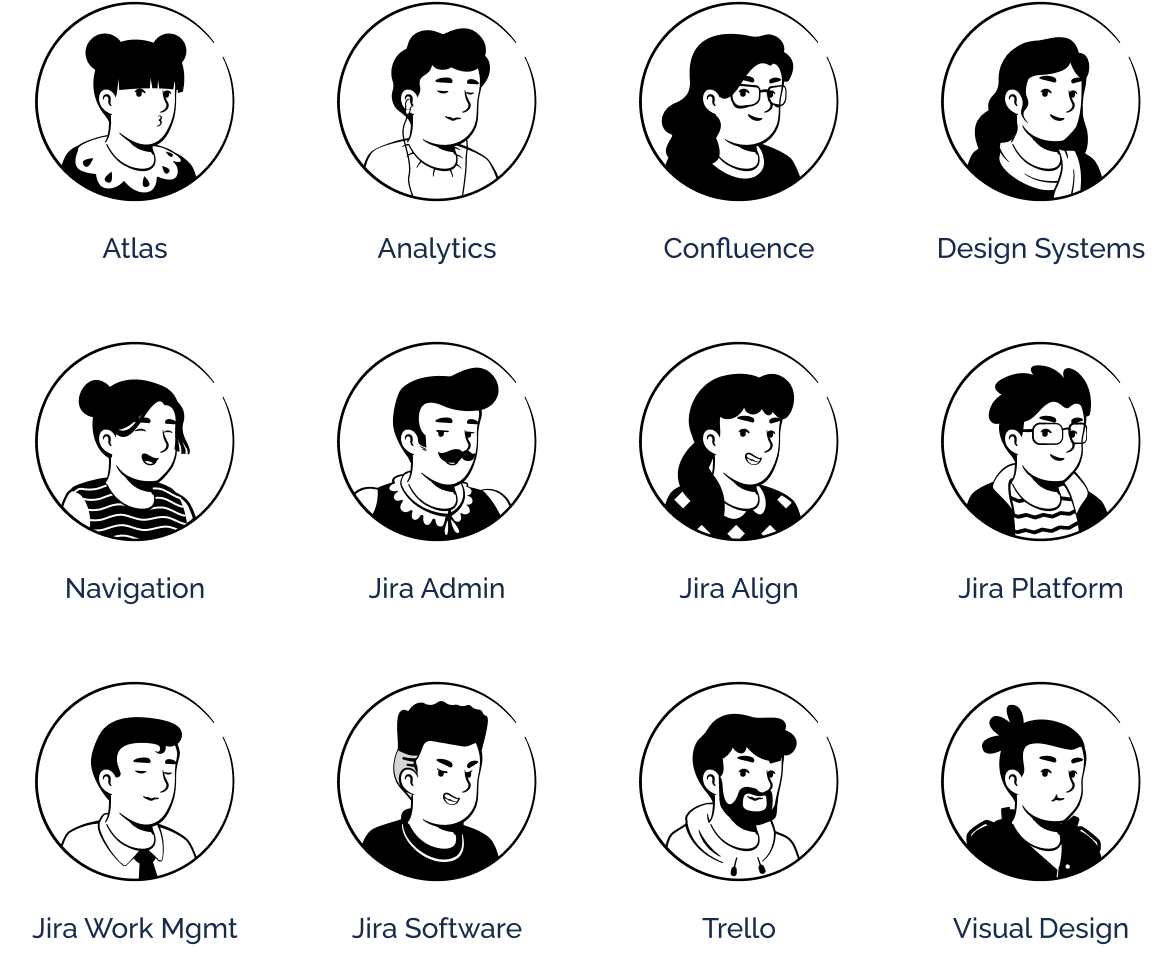 Atlas
Analytics
Confluence
Design Systems
Navigation
Jira Admin
Jira Align
Jira Platform
Jira Work Mgmt
Jira Software
Trello
Visual Design